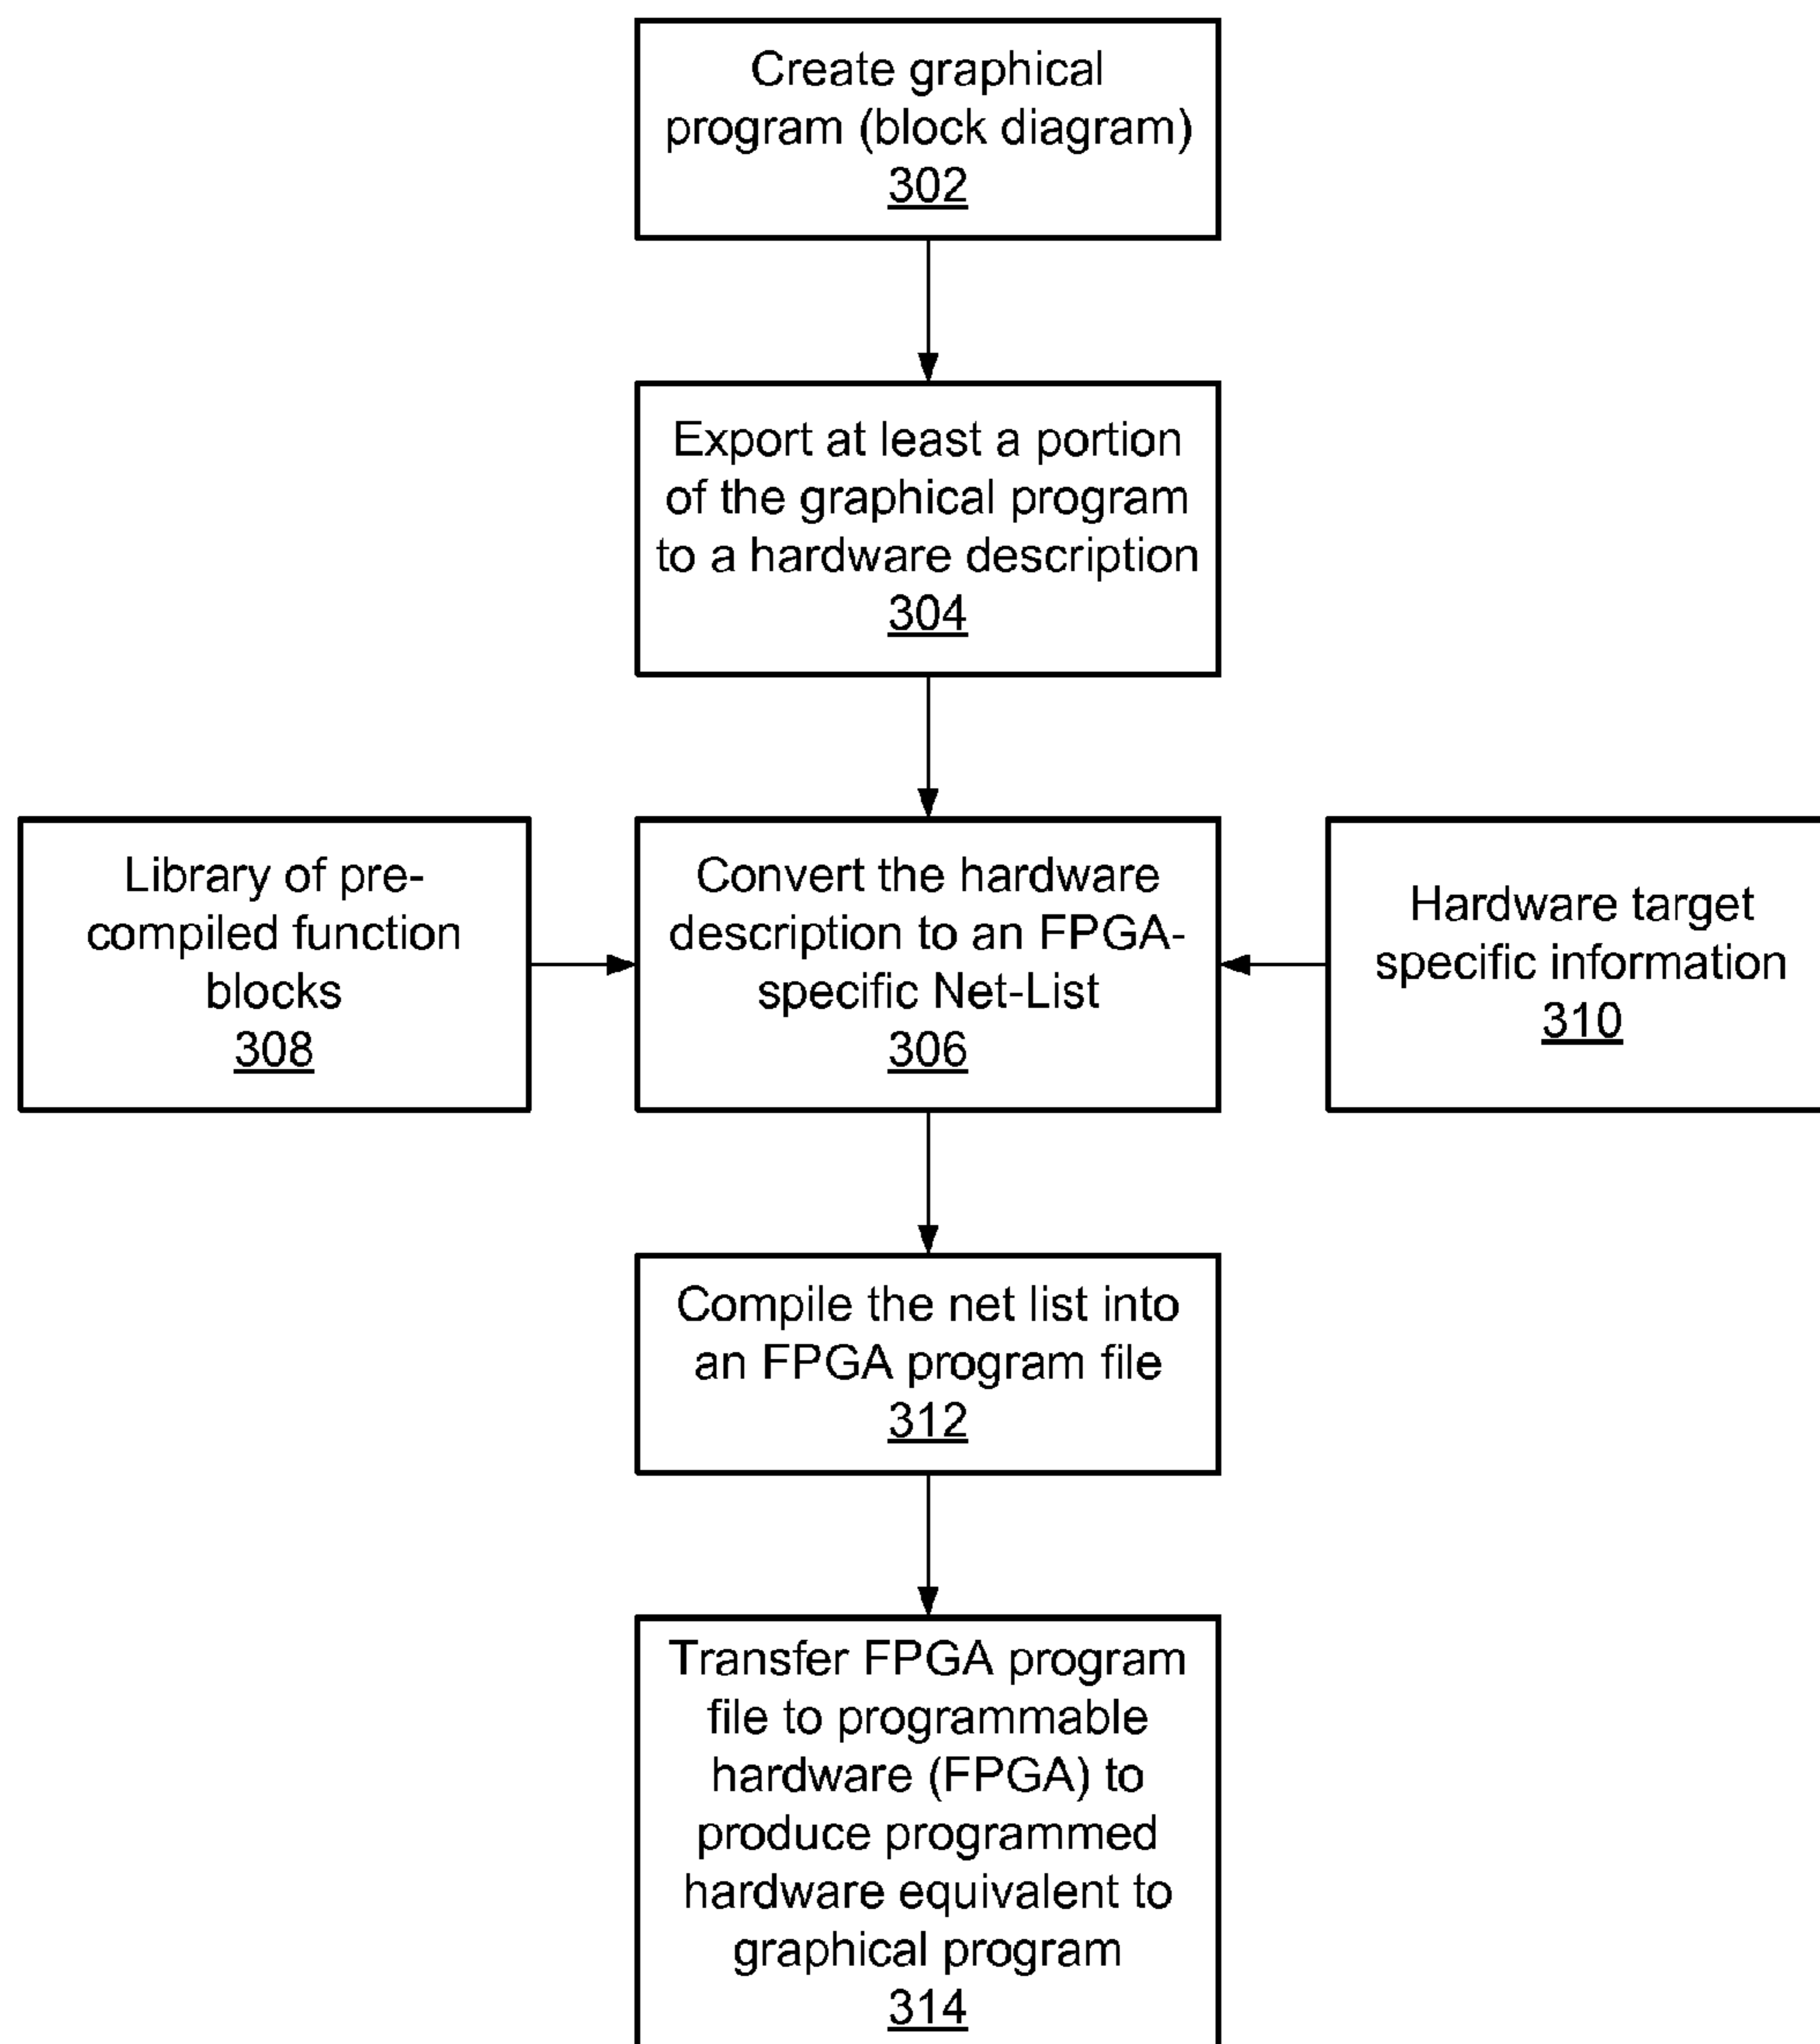 Create graphical
program (block diagram)
302
Export at least a portion
of the graphical program
to a hardware description
304
Library of pre-
compiled function
blocks
308
Convert the hardware
description to an FPGA-
specific Net-List
306
Hardware target
specific information
310
Compile the net list into
an FPGA program file
312
Transfer FPGA program
file to programmable
hardware (FPGA) to
produce programmed
hardware equivalent to
graphical program
314